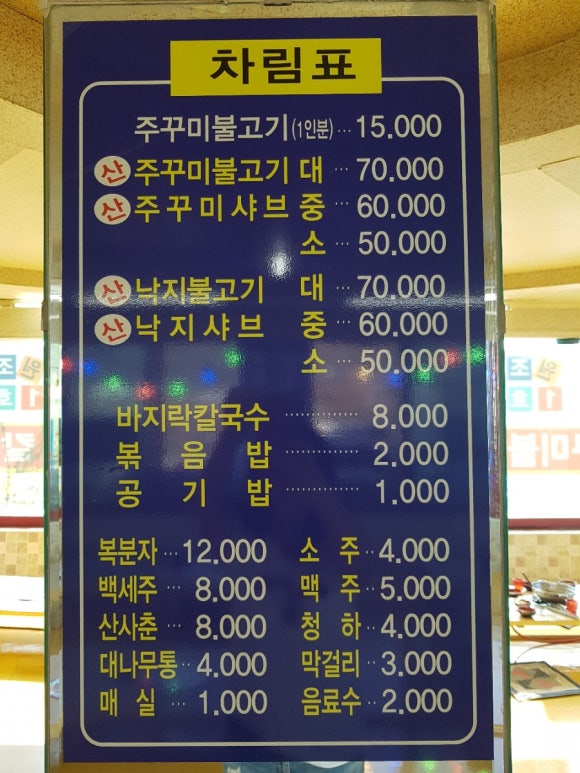 차림표
주꾸미불고기(1인분)···15.000
산 주꾸미불고기 대 ··· 70.000
산 주꾸미샤브 중 ··· 60.000
소 ··· 50.000
산 낙지불고기 대 ··· 70.000
산 낙지샤브 중 ··· 60.000
소 ··· 50.000
바지락칼국수 ·············· 8.000
볶음밥 ·············· 2.000
공기밥 ·············· 1.000
복분자 ··· 12.000 소주 ·· 4.000
백세주 ··· 8.000 맥주 ·· 5.000
산사춘 ··· 8.000 청하 ·· 4.000
대나무통 ·· 4.000 막걸리 ·· 3.000
매실 ··· 1.000 음료수 ·· 2.000